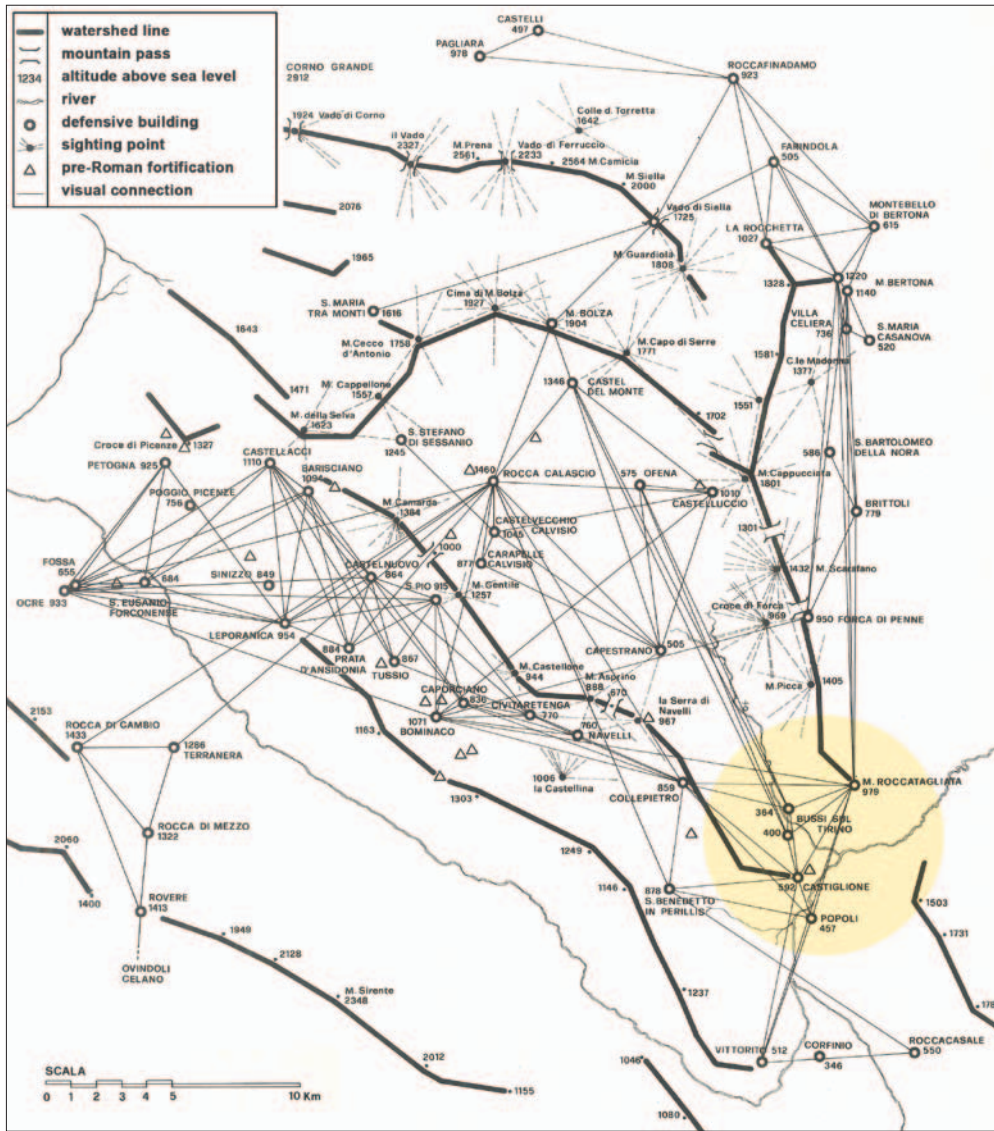 watershed line
mountain pass
1234 altitude above sea level
river
defensive building
sighting point
pre-Roman fortification
visual connection
CASTELLI
497
PAGLIARA
978
CORNO GRANDE
2912
ROCCAFINADAMO
923
1924 Vado di Corno
il Vado
2327
M. Prena
2561
Vado di Ferruccio
2233
Colle d. Torretta
1642
2564 M. Camicia
FARINDOLA
505
M. Siella
2000
2076
Vado di Siella
1725
MONTEBELLO
DI BERTONA
615
LA ROCCHETTA
1027
1965
M. Guardiola
1808
1220
1328
M. BERTONA
1140
S. MARIA
TRA MONTI
1616
Cima di M. Bolza
1927
M. BOLZA
1904
VILLA
CELIERA
736
S. MARIA
CASANOVA
520
1643
M. Cecco
d'Antonio
1758
M. Capo di Serre
1771
1581
C.le Madonna
1377
1471
M. Cappellone
1557
1346
CASTEL
DEL MONTE
1551
1702
M. della Selva
1623
S. STEFANO
DI SESSANIO
1245
1327
Croce di Picenze
PETOGNA 925
CASTELLACCI
1110
BARISCIANO
1094
1460
ROCCA CALASCIO
575 OFENA
586
S. BARTOLOMEO
DELLA NORA
M. Cappucciata
1801
1010
CASTELLUCCIO
POGGIO PICENZE
756
M. Camarda
1384
BRITTOLI
779
1301
CASTELVECCHIO
CALVISIO
1045
1000
CARAPELLE
CALVISIO
877
FOSSA
655
684
SINIZZO 849
CASTELNUOVO
864
S. PIO 915
M. Gentile
1257
1432 M. Scarafano
OCRE 933
S. EUSANIO
FORCONENSE
Croce di Forca
969
950 FORCA DI PENNE
LEPORANICA 954
884
PRATA
D'ANSIDONIA
867
TUSSIO
CAPESTRANO
505
M. Castellone
944
M. Asprino
888
670
M. Picca
1405
2153
CAPORCIANO
836
1071
BOMINACO
CIVITARETENGA
770
la Serra di
Navelli
967
760
NAVELLI
ROCCA DI CAMBIO
1433
1286
TERRANERA
1163
1006
la Castellina
859
COLLEPIETRO
M. ROCCATAGLIATA
979
1303
364
BUSSI SUL
TIRINO
400
ROCCA DI MEZZO
1322
2060
1249
1400
1146
878
S. BENEDETTO
IN PERILLIS
592 CASTIGLIONE
1503
ROVERE
1413
POPOLI
457
1949
1731
OVINDOLI
CELANO
2128
M. Sirente
2348
1237
178
VITTORITO 512
CORFINIO
346
ROCCACASALE
550
2012
1046
1155
1080
SCALA
0 1 2 3 4 5 10 Km